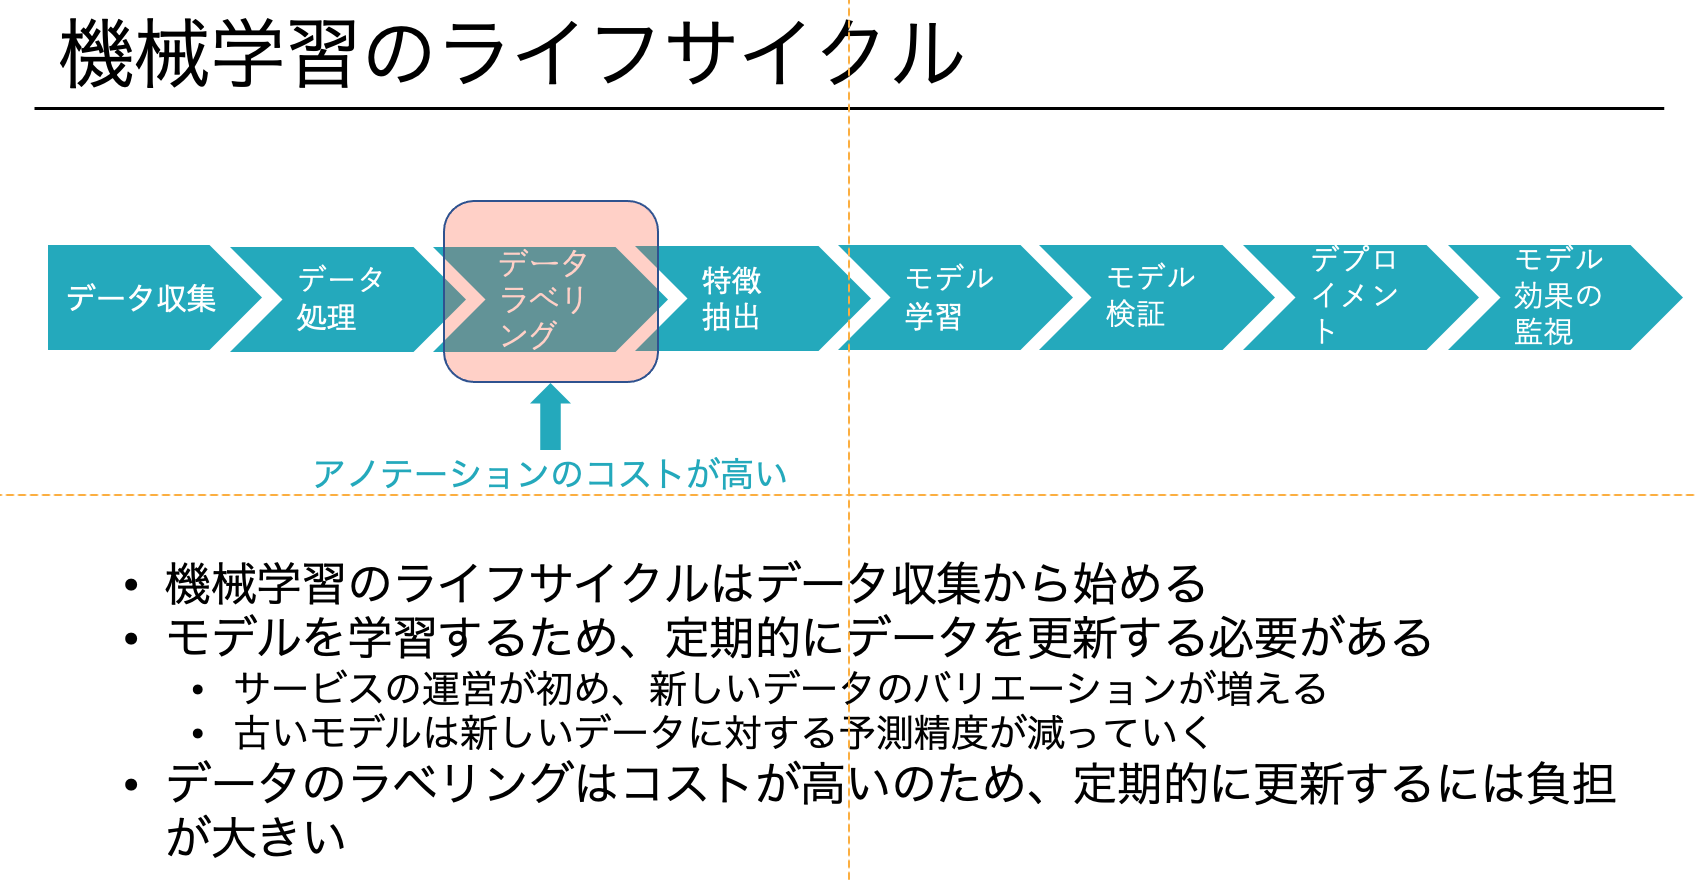 機械学習のライフサイクル
データ収集
データ
処理
データ
ラベリ
ング
特徴
抽出
モデル
学習
モデル
検証
デプロ
イメン
ト
モデル
効果の
監視
アノテーションのコストが高い
• 機械学習のライフサイクルはデータ収集から始める
• モデルを学習するため、定期的にデータを更新する必要がある
• サービスの運営が初め、新しいデータのバリエーションが増える
• 古いモデルは新しいデータに対する予測精度が減っていく
• データのラベリングはコストが高いのため、定期的に更新するには負担
が大きい